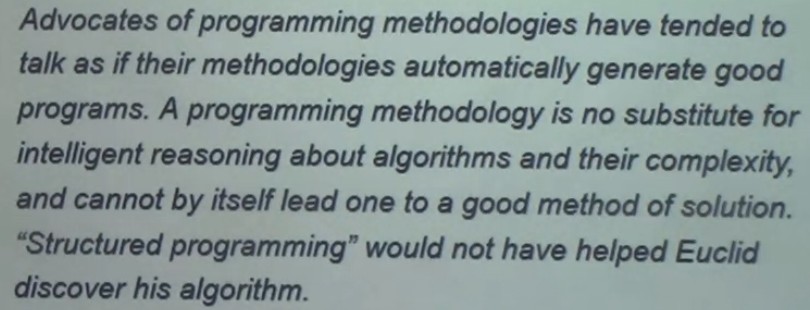 Advocates of programming methodologies have tended to
talk as if their methodologies automatically generate good
programs. A programming methodology is no substitute for
intelligent reasoning about algorithms and their complexity,
and cannot by itself lead one to a good method of solution.
“Structured programming” would not have helped Euclid
discover his algorithm.